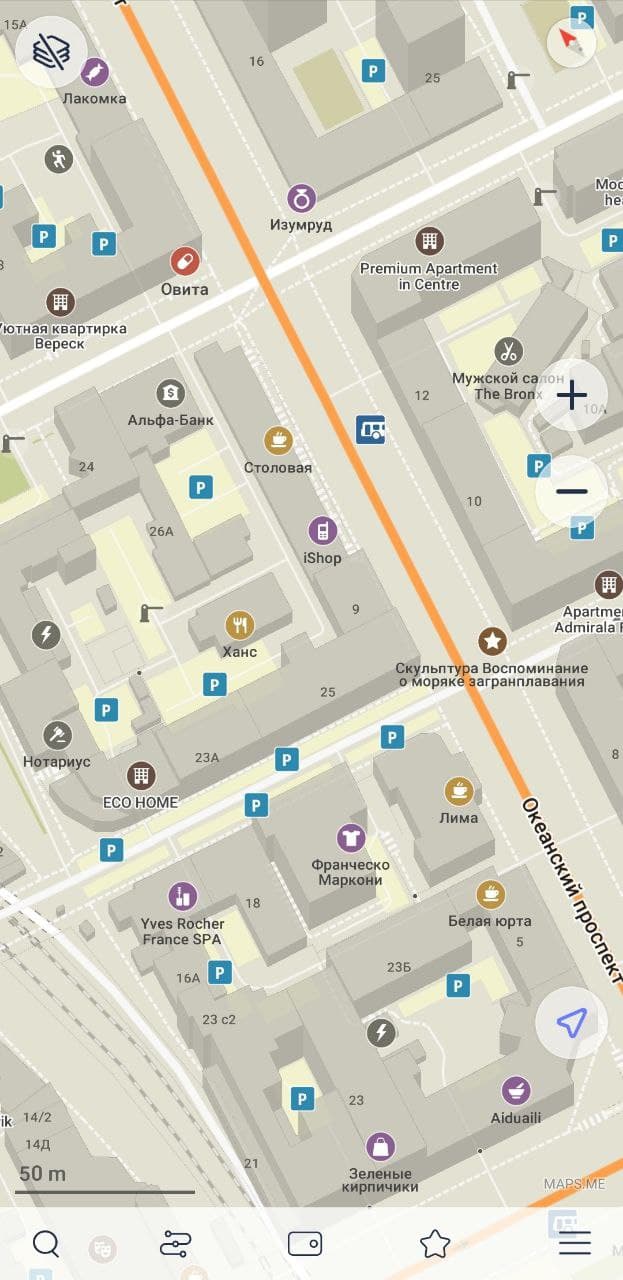 15А
Лакомка
16
P
25
P
Изумруд
P
P
P
Premium Apartment
in Centre
Овита
Уютная квартирка
Вереск
Мужской салон
The Bronx
12
10А
Альфа-Банк
Столовая
24
P
P
10
P
26А
iShop
9
Ханс
Скульптура Воспоминание
о моряке загранплавания
P
25
P
P
Нотариус
23А
P
8
ECO HOME
P
Лима
P
Океанский проспект
Франческо
Маркони
Yves Rocher
France SPA
18
Белая юрта
5
16А
P
23Б
P
23 с2
P
23
Aiduaili
14/2
14Д
21
Зеленые
кирпичики
50 m
MAPS.ME